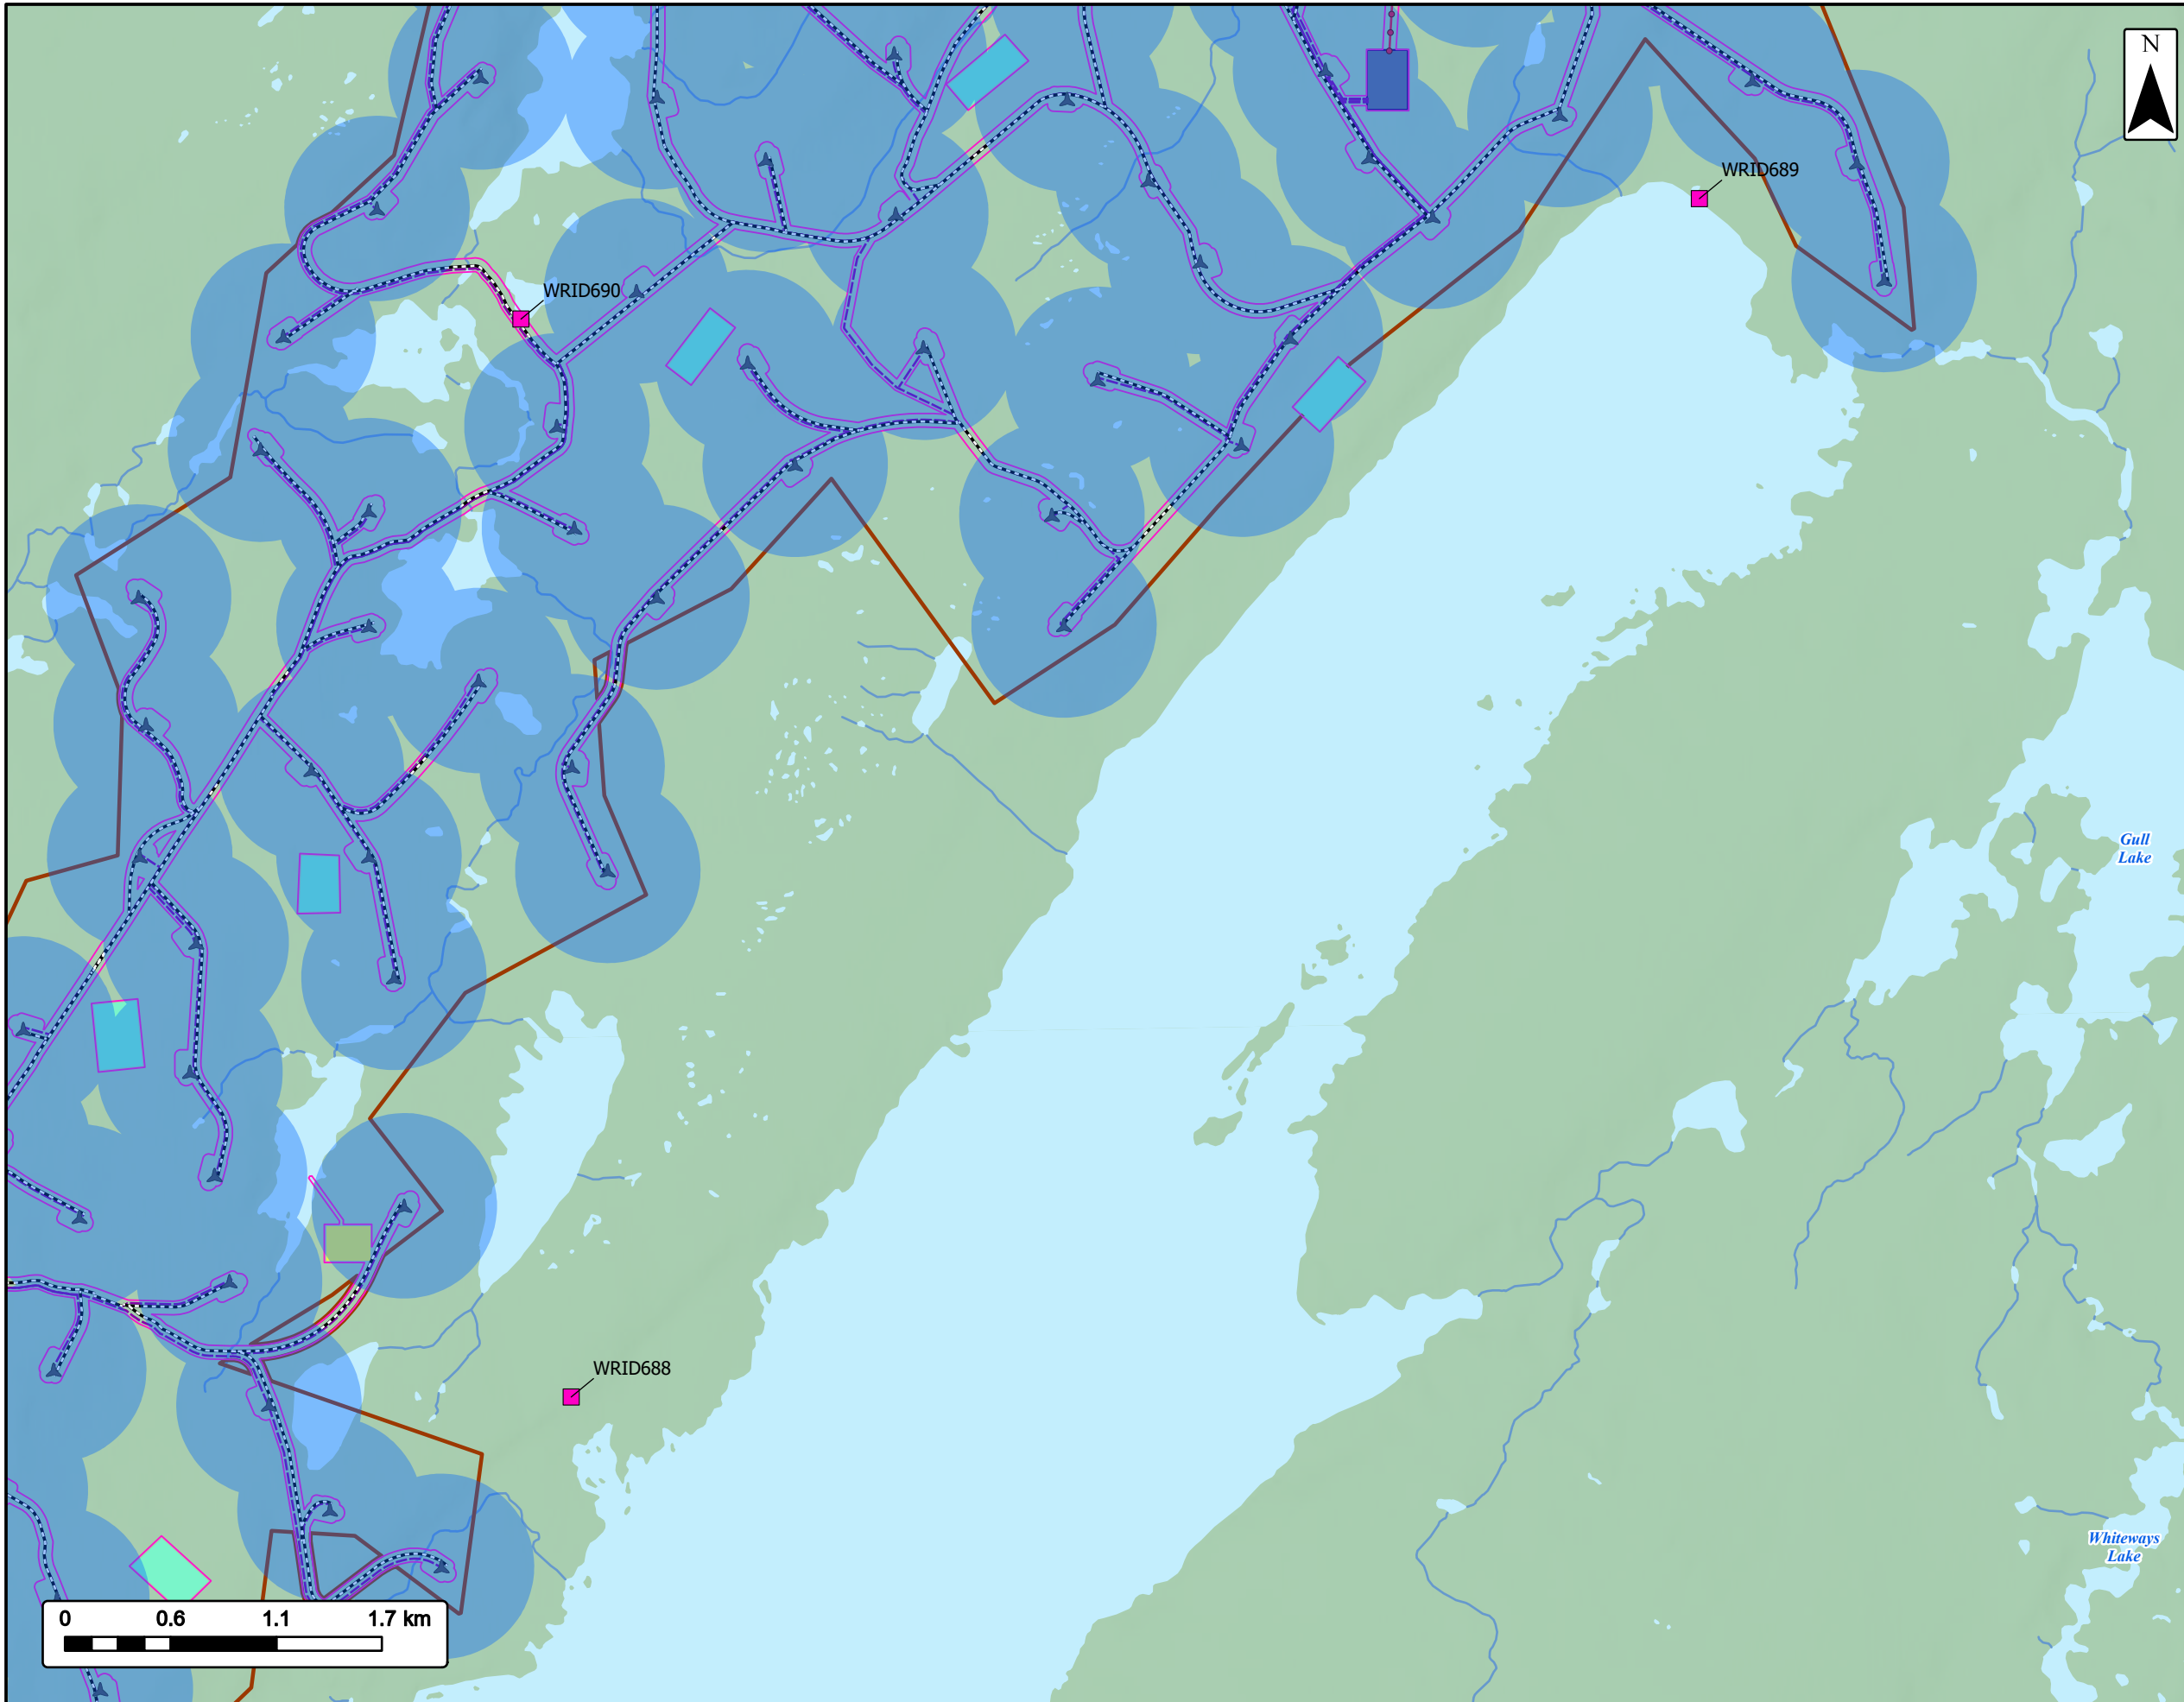 N
WRID689
WRID690
Gull
Lake
WRID688
Whiteways
Lake
0 0.6 1.1 1.7 km